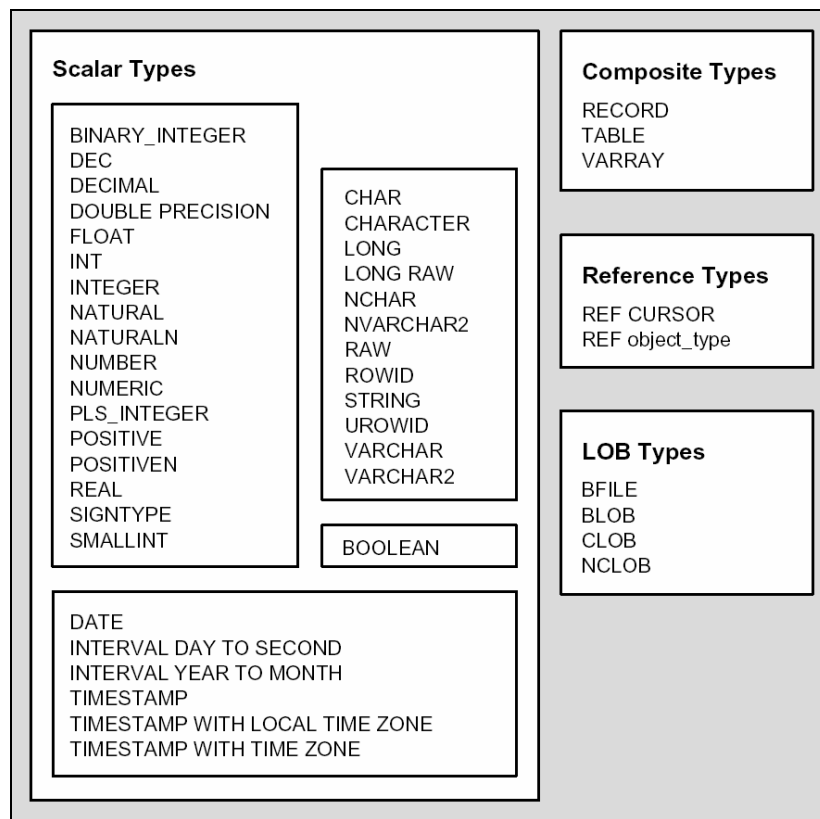 Scalar Types
BINARY_INTEGER
DEC
DECIMAL
DOUBLE PRECISION
FLOAT
INT
INTEGER
NATURAL
NATURALN
NUMBER
NUMERIC
PLS_INTEGER
POSITIVE
POSITIVEN
REAL
SIGNTYPE
SMALLINT
CHAR
CHARACTER
LONG
LONG RAW
NCHAR
NVARCHAR2
RAW
ROWID
STRING
UROWID
VARCHAR
VARCHAR2
BOOLEAN
DATE
INTERVAL DAY TO SECOND
INTERVAL YEAR TO MONTH
TIMESTAMP
TIMESTAMP WITH LOCAL TIME ZONE
TIMESTAMP WITH TIME ZONE
Composite Types
RECORD
TABLE
VARRAY
Reference Types
REF CURSOR
REF object_type
LOB Types
BFILE
BLOB
CLOB
NCLOB